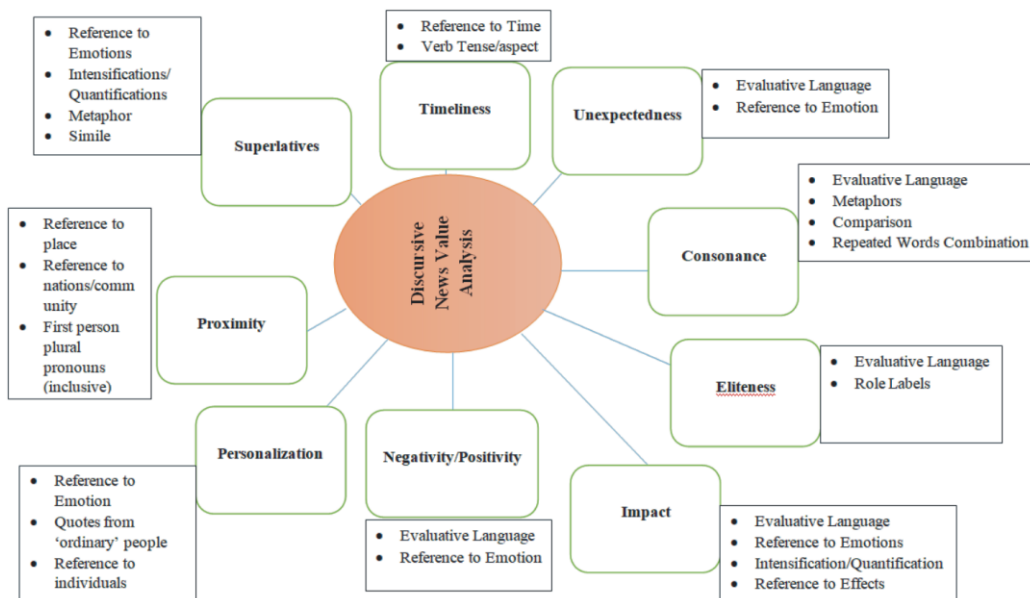 • Reference to
Emotions
• Intensifications/
Quantifications
• Metaphor
• Simile
Superlatives
• Reference to Time
• Verb Tense/aspect
Timeliness
Unexpectedness
• Evaluative Language
• Reference to Emotion
• Evaluative Language
• Metaphors
• Comparison
• Repeated Words Combination
Consonance
Discursive
News Value
Analysis
• Reference to
place
• Reference to
nations/comm
unity
• First person
plural
pronouns
(inclusive)
Proximity
• Evaluative Language
• Role Labels
Eliteness
Personalization
• Reference to
Emotion
• Quotes from
‘ordinary’ people
• Reference to
individuals
Negativity/Positivity
• Evaluative Language
• Reference to Emotion
Impact
• Evaluative Language
• Reference to Emotions
• Intensification/Quantification
• Reference to Effects